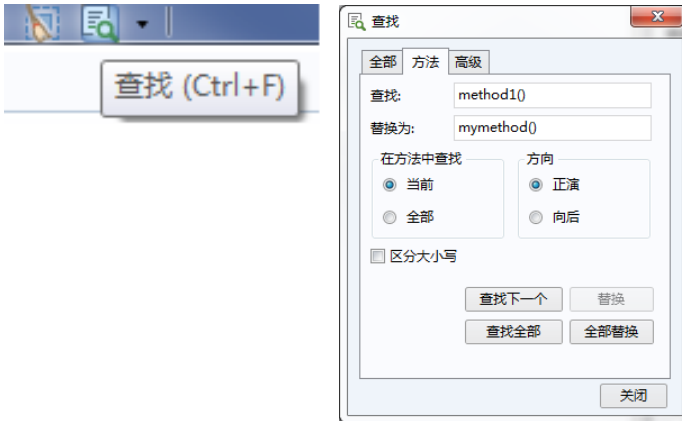 查找 (Ctrl+F)
查找
全部 方法 高级
查找: method1()
替换为: mymethod()
在方法中查找 方向
当前 正演
全部 向后
区分大小写
查找下一个 替换
查找全部 全部替换
关闭